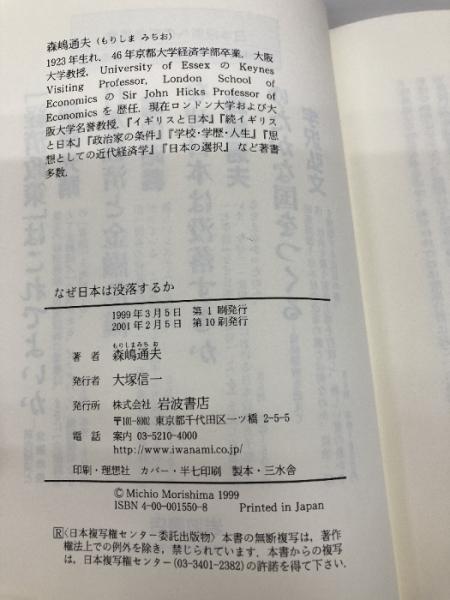 森嶋通夫（もりしま みちお）
1923年生れ．46年京都大学経済学部卒業．大阪
大学教授，University of Essex の Keynes
Visiting Professor, London School of
Economics の Sir John Hicks Professor of
Economics を 歴任．現在ロンドン大学および大
阪大学名誉教授．『イギリスと日本』『続イギリス
と日本』『政治家の条件』『学校・学歴・人生』『思
想としての近代経済学』『日本の選択』など著書
多数．
なぜ日本は没落するか
1999年3月5日 第1刷発行
2001年2月5日 第10刷発行
もりしまみちお
著者 森嶋通夫
発行者 大塚信一
発行所 株式会社 岩波書店
〒101-8002 東京都千代田区一ツ橋 2-5-5
電話 案内 03-5210-4000
http://www.iwanami.co.jp/
印刷・理想社 カバー・半七印刷 製本・三水舎
© Michio Morishima 1999
ISBN 4-00-001550-8 Printed in Japan
Ⓡ〈日本複写権センター委託出版物〉本書の無断複写は，著作
権法上での例外を除き，禁じられています．本書からの複写
は，日本複写権センター (03-3401-2382) の許諾を得て下さい．